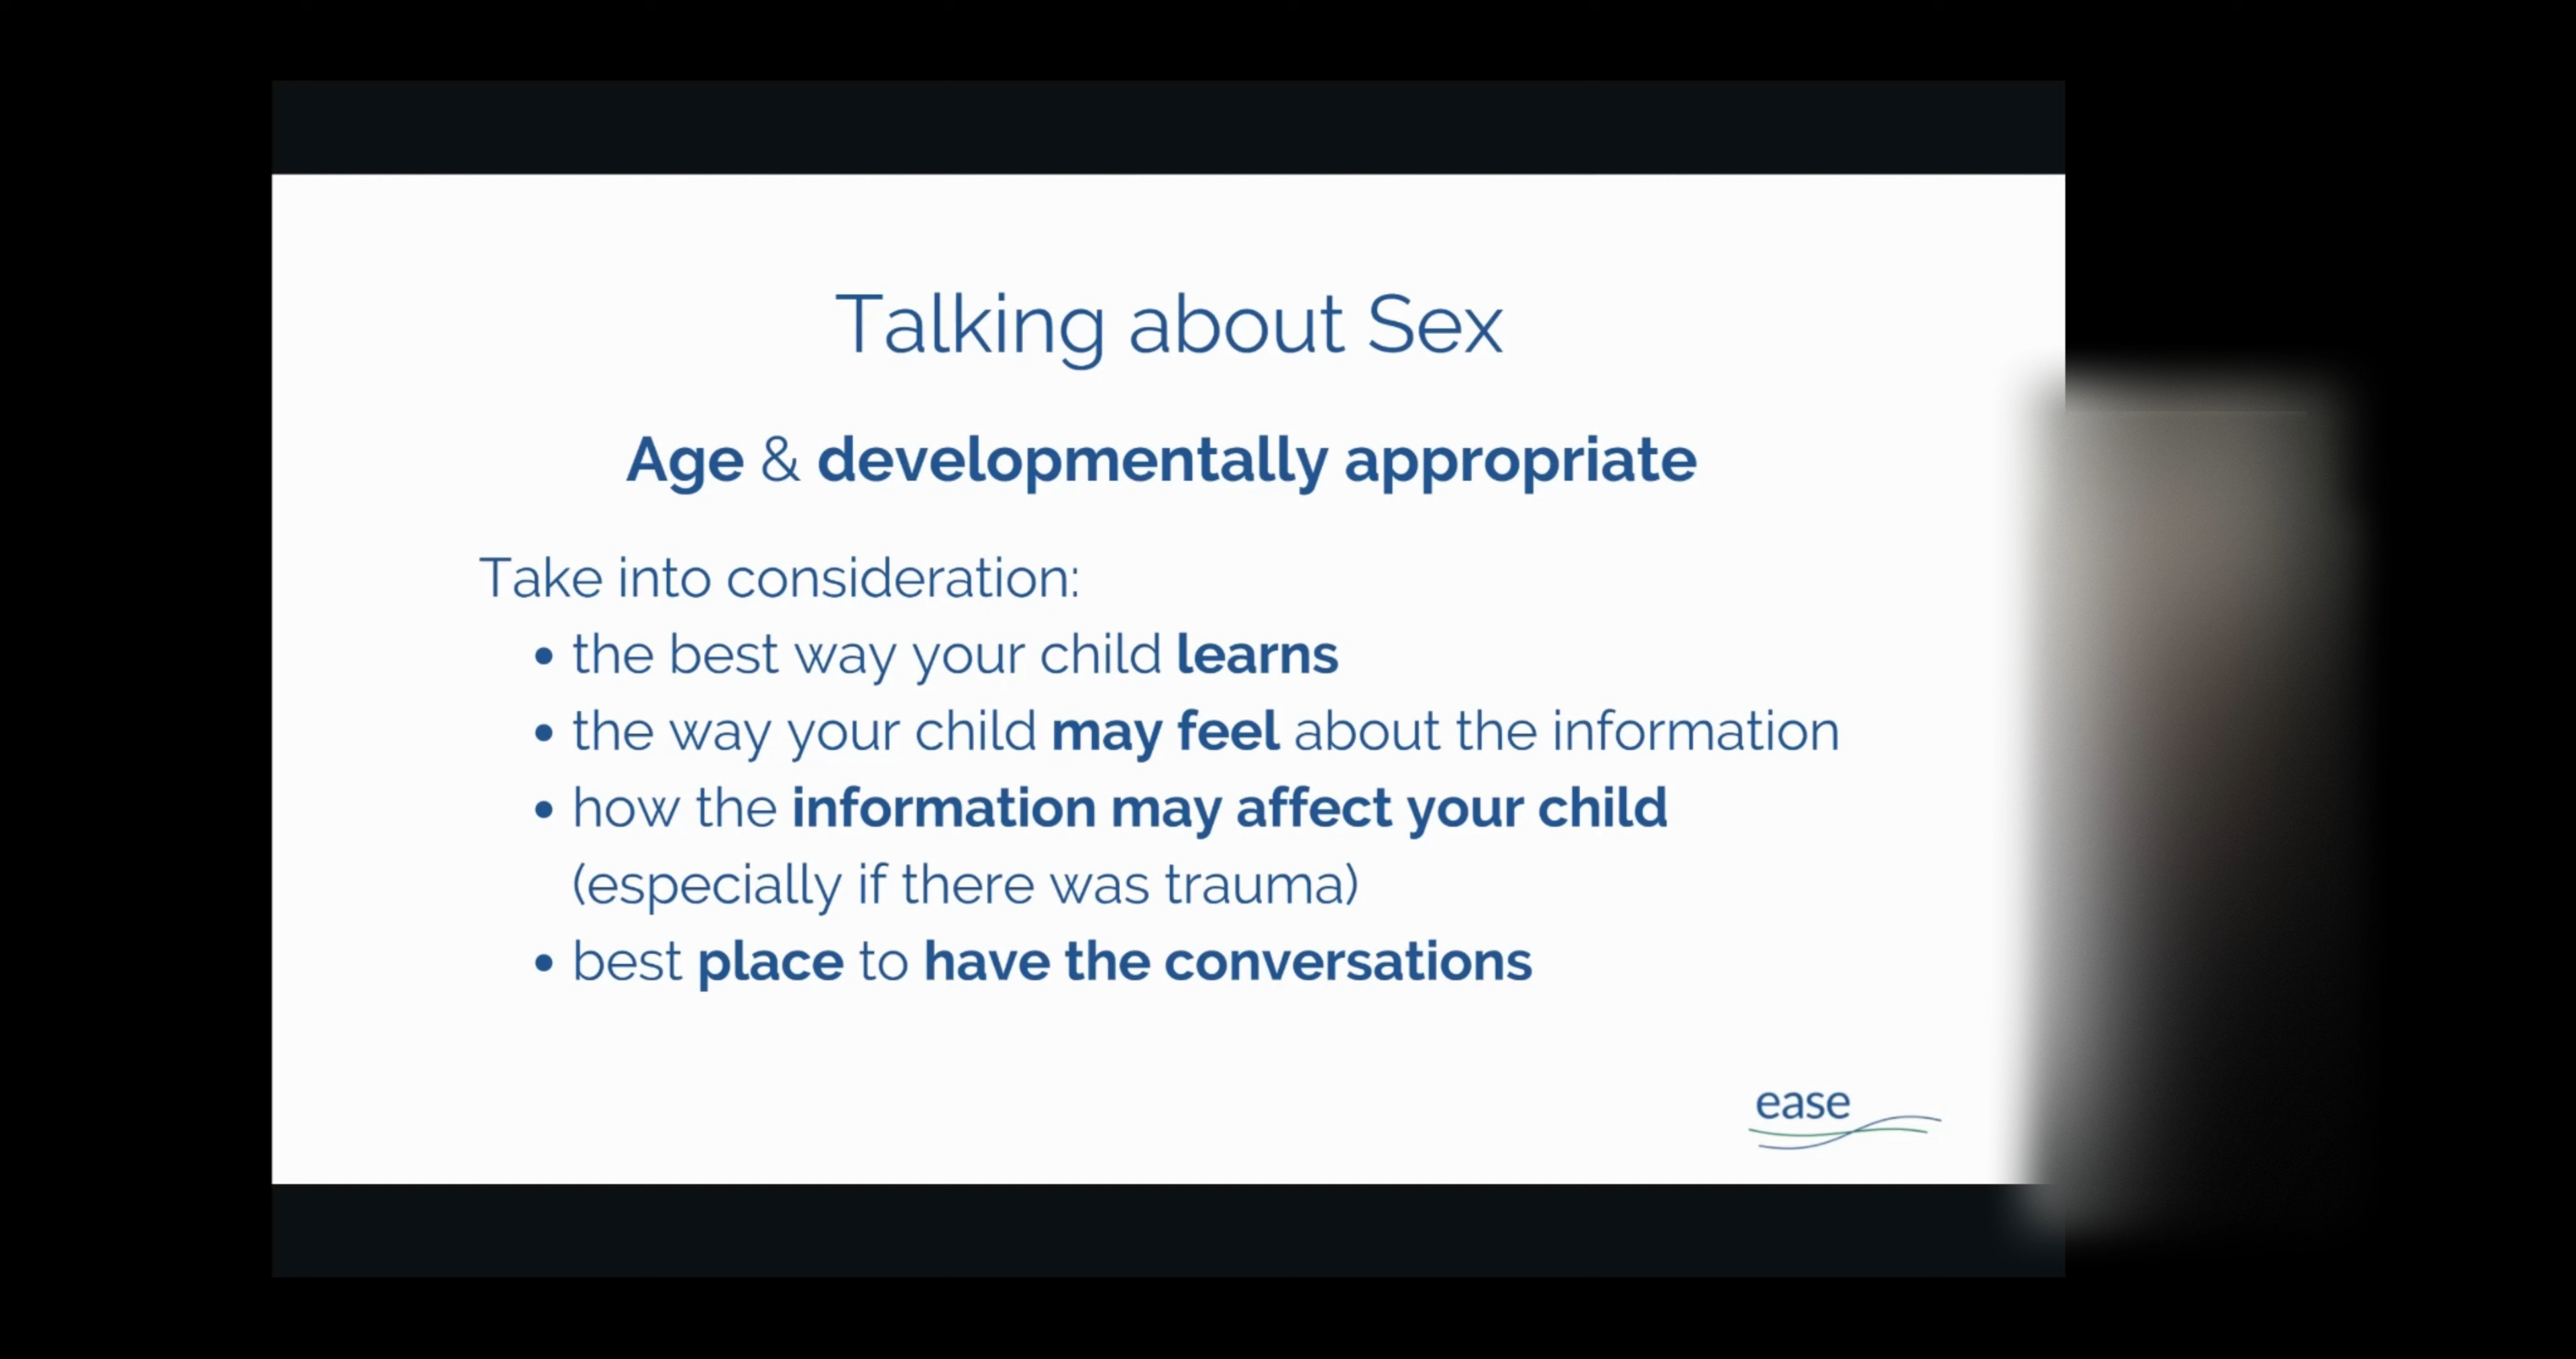 Talking about Sex
Age & developmentally appropriate
Take into consideration:
• the best way your child learns
• the way your child may feel about the information
• how the information may affect your child
(especially if there was trauma)
• best place to have the conversations
ease